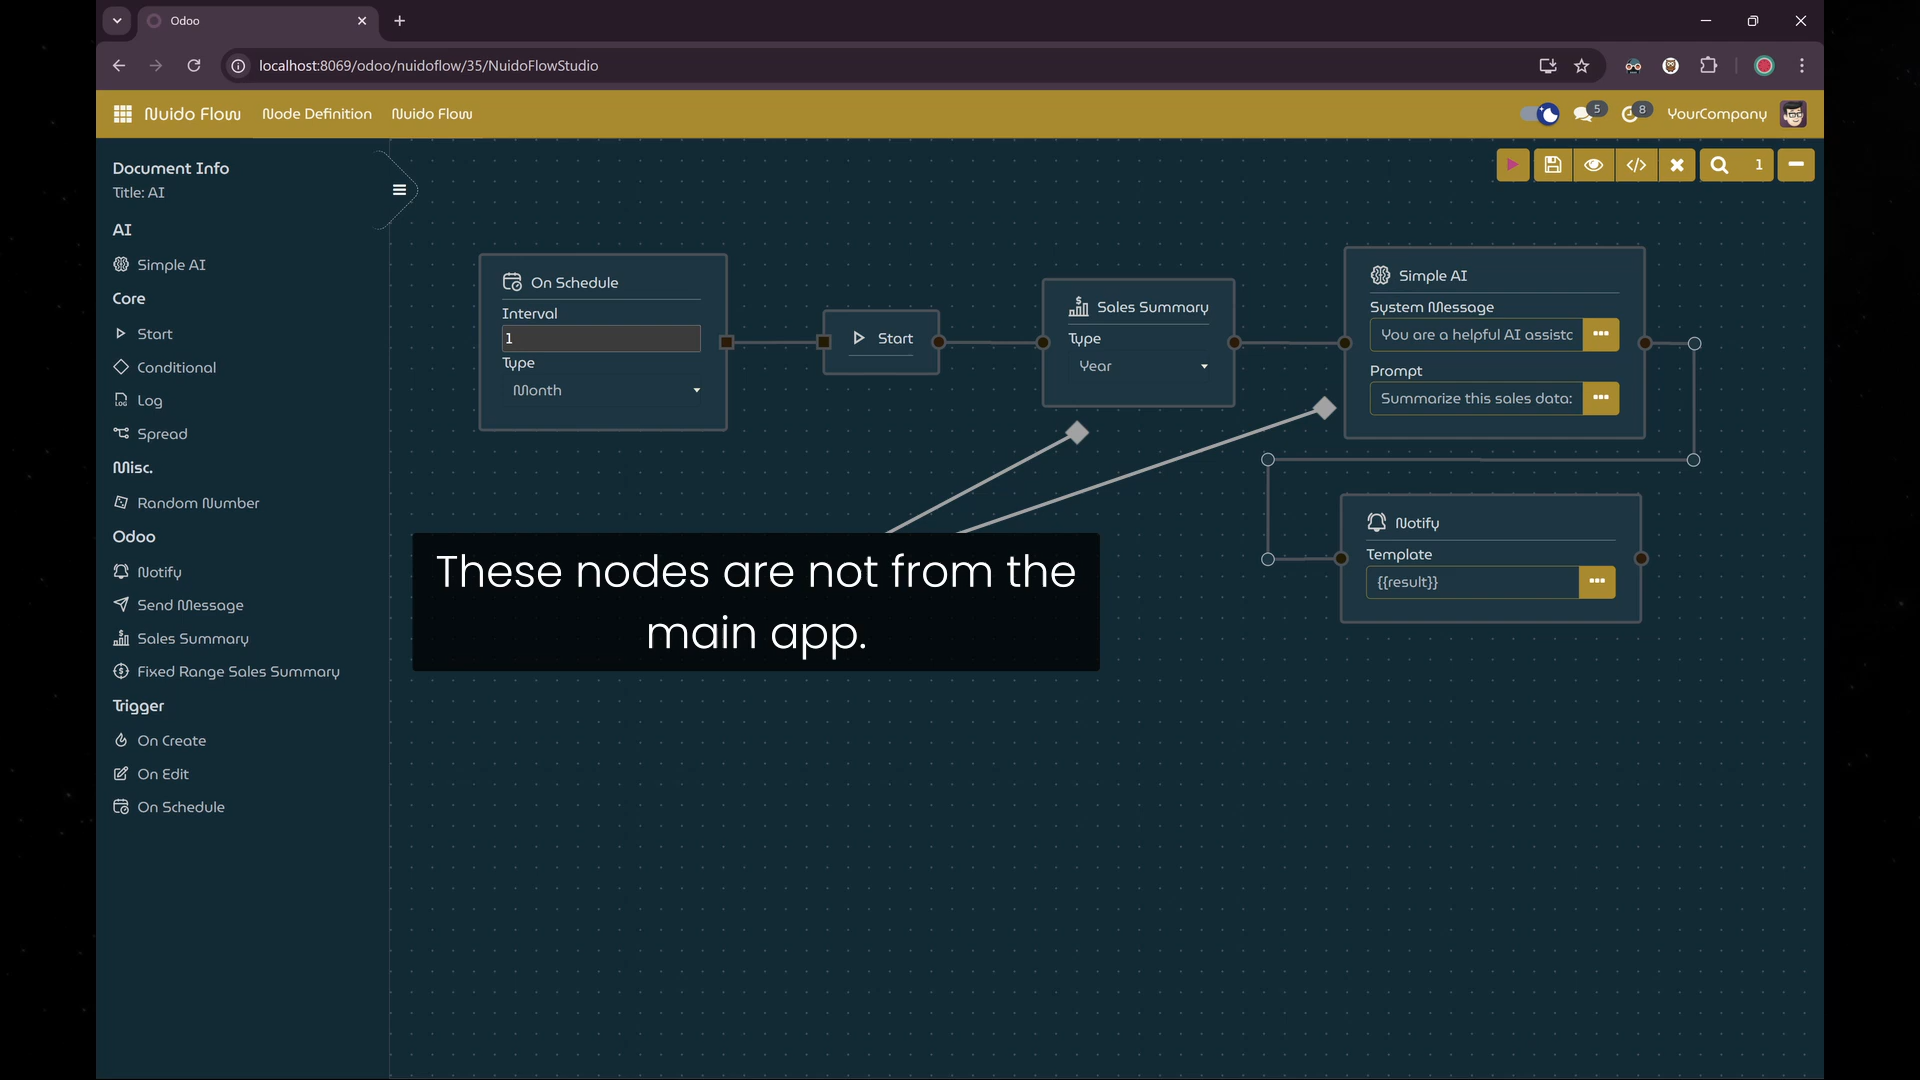 Odoo
localhost:8069/odoo/nuidoflow/35/NuidoFlowStudio
Nuido Flow
Node Definition
Nuido Flow
5
8
YourCompany
1
Document Info
Title: AI
AI
Simple AI
Core
Start
Conditional
Log
Spread
Misc.
Random Number
Odoo
Notify
Send Message
Sales Summary
Fixed Range Sales Summary
Trigger
On Create
On Edit
On Schedule
On Schedule
Interval
1
Type
Month
Start
Sales Summary
Type
Year
Simple AI
System Message
You are a helpful AI assistc
Prompt
Summarize this sales data:
Notify
Template
{{result}}
These nodes are not from the
main app.